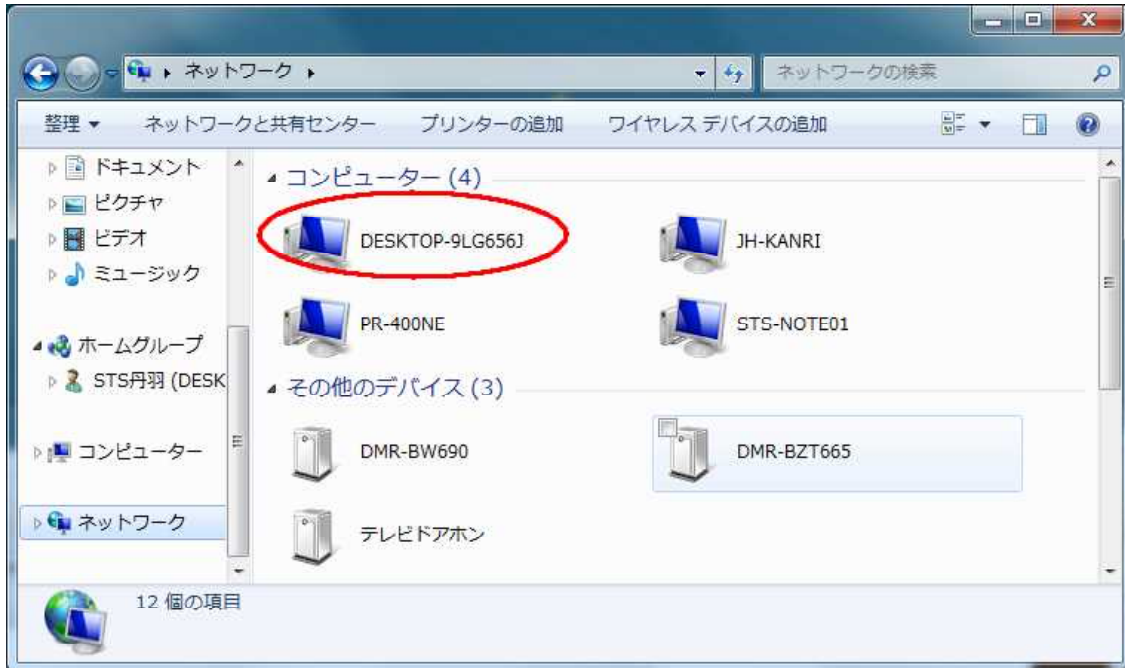 ネットワーク
ネットワークの検索
整理 ネットワークと共有センター プリンターの追加 ワイヤレス デバイスの追加
ドキュメント
ピクチャ
ビデオ
ミュージック
ホームグループ
STS丹羽 (DESK
コンピューター
ネットワーク
コンピューター (4)
DESKTOP-9LG656J
JH-KANRI
PR-400NE
STS-NOTE01
その他のデバイス (3)
DMR-BW690
DMR-BZT665
テレビドアホン
12 個の項目